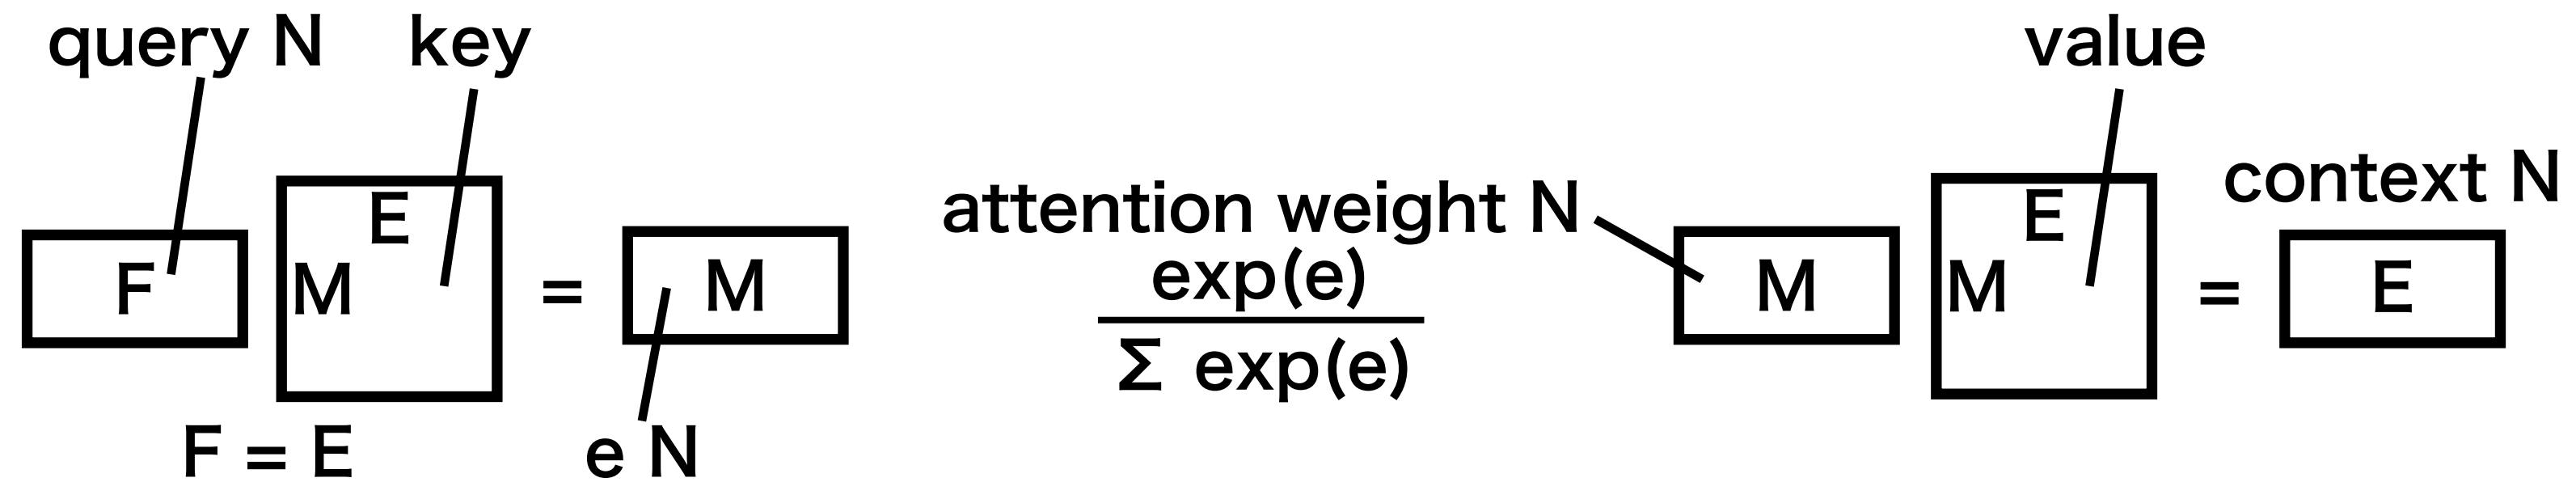 query N
key
F
E
M
=
M
F = E
e N
attention weight N
exp(e)
Σ exp(e)
M
value
E
M
=
context N
E